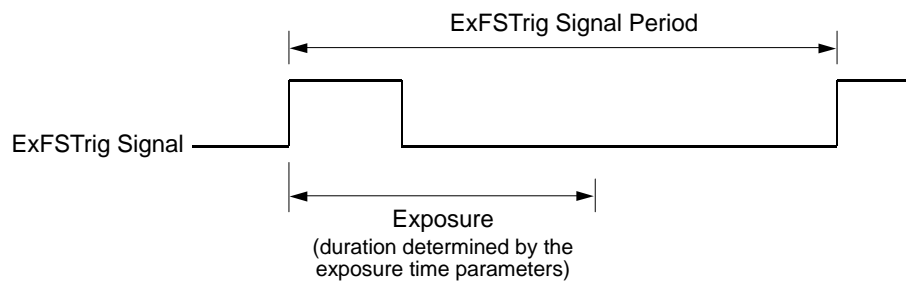 ExFSTrig Signal Period
ExFSTrig Signal
Exposure
(duration determined by the
exposure time parameters)